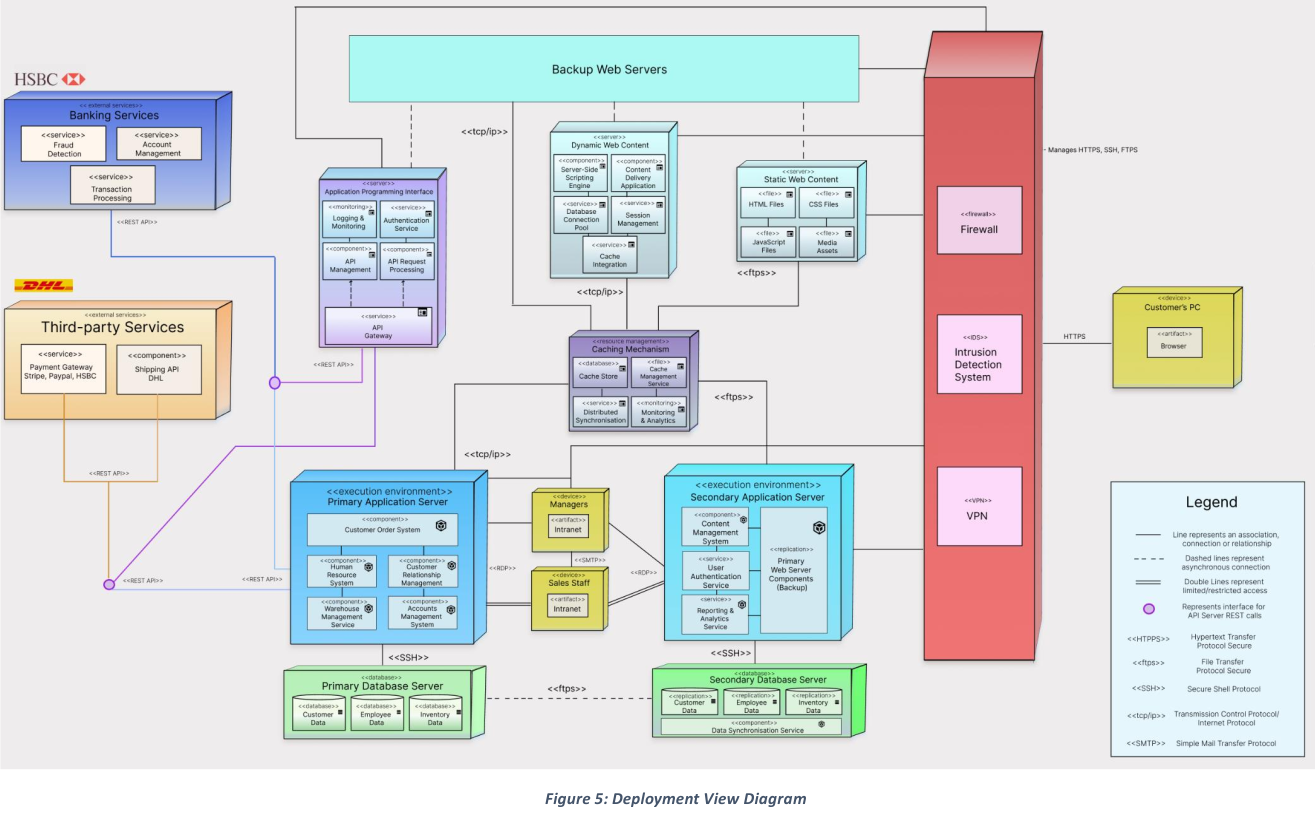 Backup Web Servers
HSBC
<< external services>>
Banking Services
<<service>>
Fraud
Detection
<<service>>
Account
Management
<<service>>
Transaction
Processing
<<REST API>>
DHL
<<external services>>
Third-party Services
<<service>>
Payment Gateway
Stripe, Paypal, HSBC
<<component>>
Shipping API
DHL
<<REST API>>
<<REST API>>
<<REST API>>
<<REST API>>
<<server>>
Application Programming Interface
<<monitoring>>
Logging &
Monitoring
<<service>>
Authentication
Service
<<component>>
API
Management
<<component>>
API Request
Processing
<<service>>
API
Gateway
<<tcp/ip>>
<<server>>
Dynamic Web Content
<<component>>
Server-Side
Scripting
Engine
<<component>>
Content
Delivery
Application
<<service>>
Database
Connection
Pool
<<service>>
Session
Management
<<service>>
Cache
Integration
<<tcp/ip>>
<<server>>
Static Web Content
<<file>>
HTML Files
<<file>>
CSS Files
<<file>>
JavaScript
Files
<<file>>
Media
Assets
<<ftps>>
<<resource management>>
Caching Mechanism
<<database>>
Cache Store
<<file>>
Cache
Management
Service
<<service>>
Distributed
Synchronisation
<<monitoring>>
Monitoring
& Analytics
<<ftps>>
<<tcp/ip>>
<<execution environment>>
Primary Application Server
<<component>>
Customer Order System
<<component>>
Human
Resource
System
<<component>>
Customer
Relationship
Management
<<component>>
Warehouse
Management
Service
<<component>>
Accounts
Management
System
<<device>>
Managers
<<artifact>>
Intranet
<<SMTP>>
<<RDP>>
<<RDP>>
<<device>>
Sales Staff
<<artifact>>
Intranet
<<execution environment>>
Secondary Application Server
<<component>>
Content
Management
System
<<service>>
User
Authentication
Service
<<service>>
Reporting &
Analytics
Service
<<replication>>
Primary
Web Server
Components
(Backup)
<<SSH>>
<<SSH>>
<<database>>
Primary Database Server
<<database>>
Customer
Data
<<database>>
Employee
Data
<<database>>
Inventory
Data
<<ftps>>
<<database>>
Secondary Database Server
<<replication>>
Customer
Data
<<replication>>
Employee
Data
<<replication>>
Inventory
Data
<<component>>
Data Synchronisation Service
- Manages HTTPS, SSH, FTPS
<<firewall>>
Firewall
<<IDS>>
Intrusion
Detection
System
<<VPN>>
VPN
HTTPS
<<device>>
Customer's PC
<<artifact>>
Browser
Legend
Line represents an association,
connection or relationship
Dashed lines represent
asynchronous connection
Double Lines represent
limited/restricted access
Represents interface for
API Server REST calls
<<HTPPS>>
Hypertext Transfer
Protocol Secure
<<ftps>>
File Transfer
Protocol Secure
<<SSH>>
Secure Shell Protocol
<<tcp/ip>>
Transmission Control Protocol/
Internet Protocol
<<SMTP>>
Simple Mail Transfer Protocol
Figure 5: Deployment View Diagram